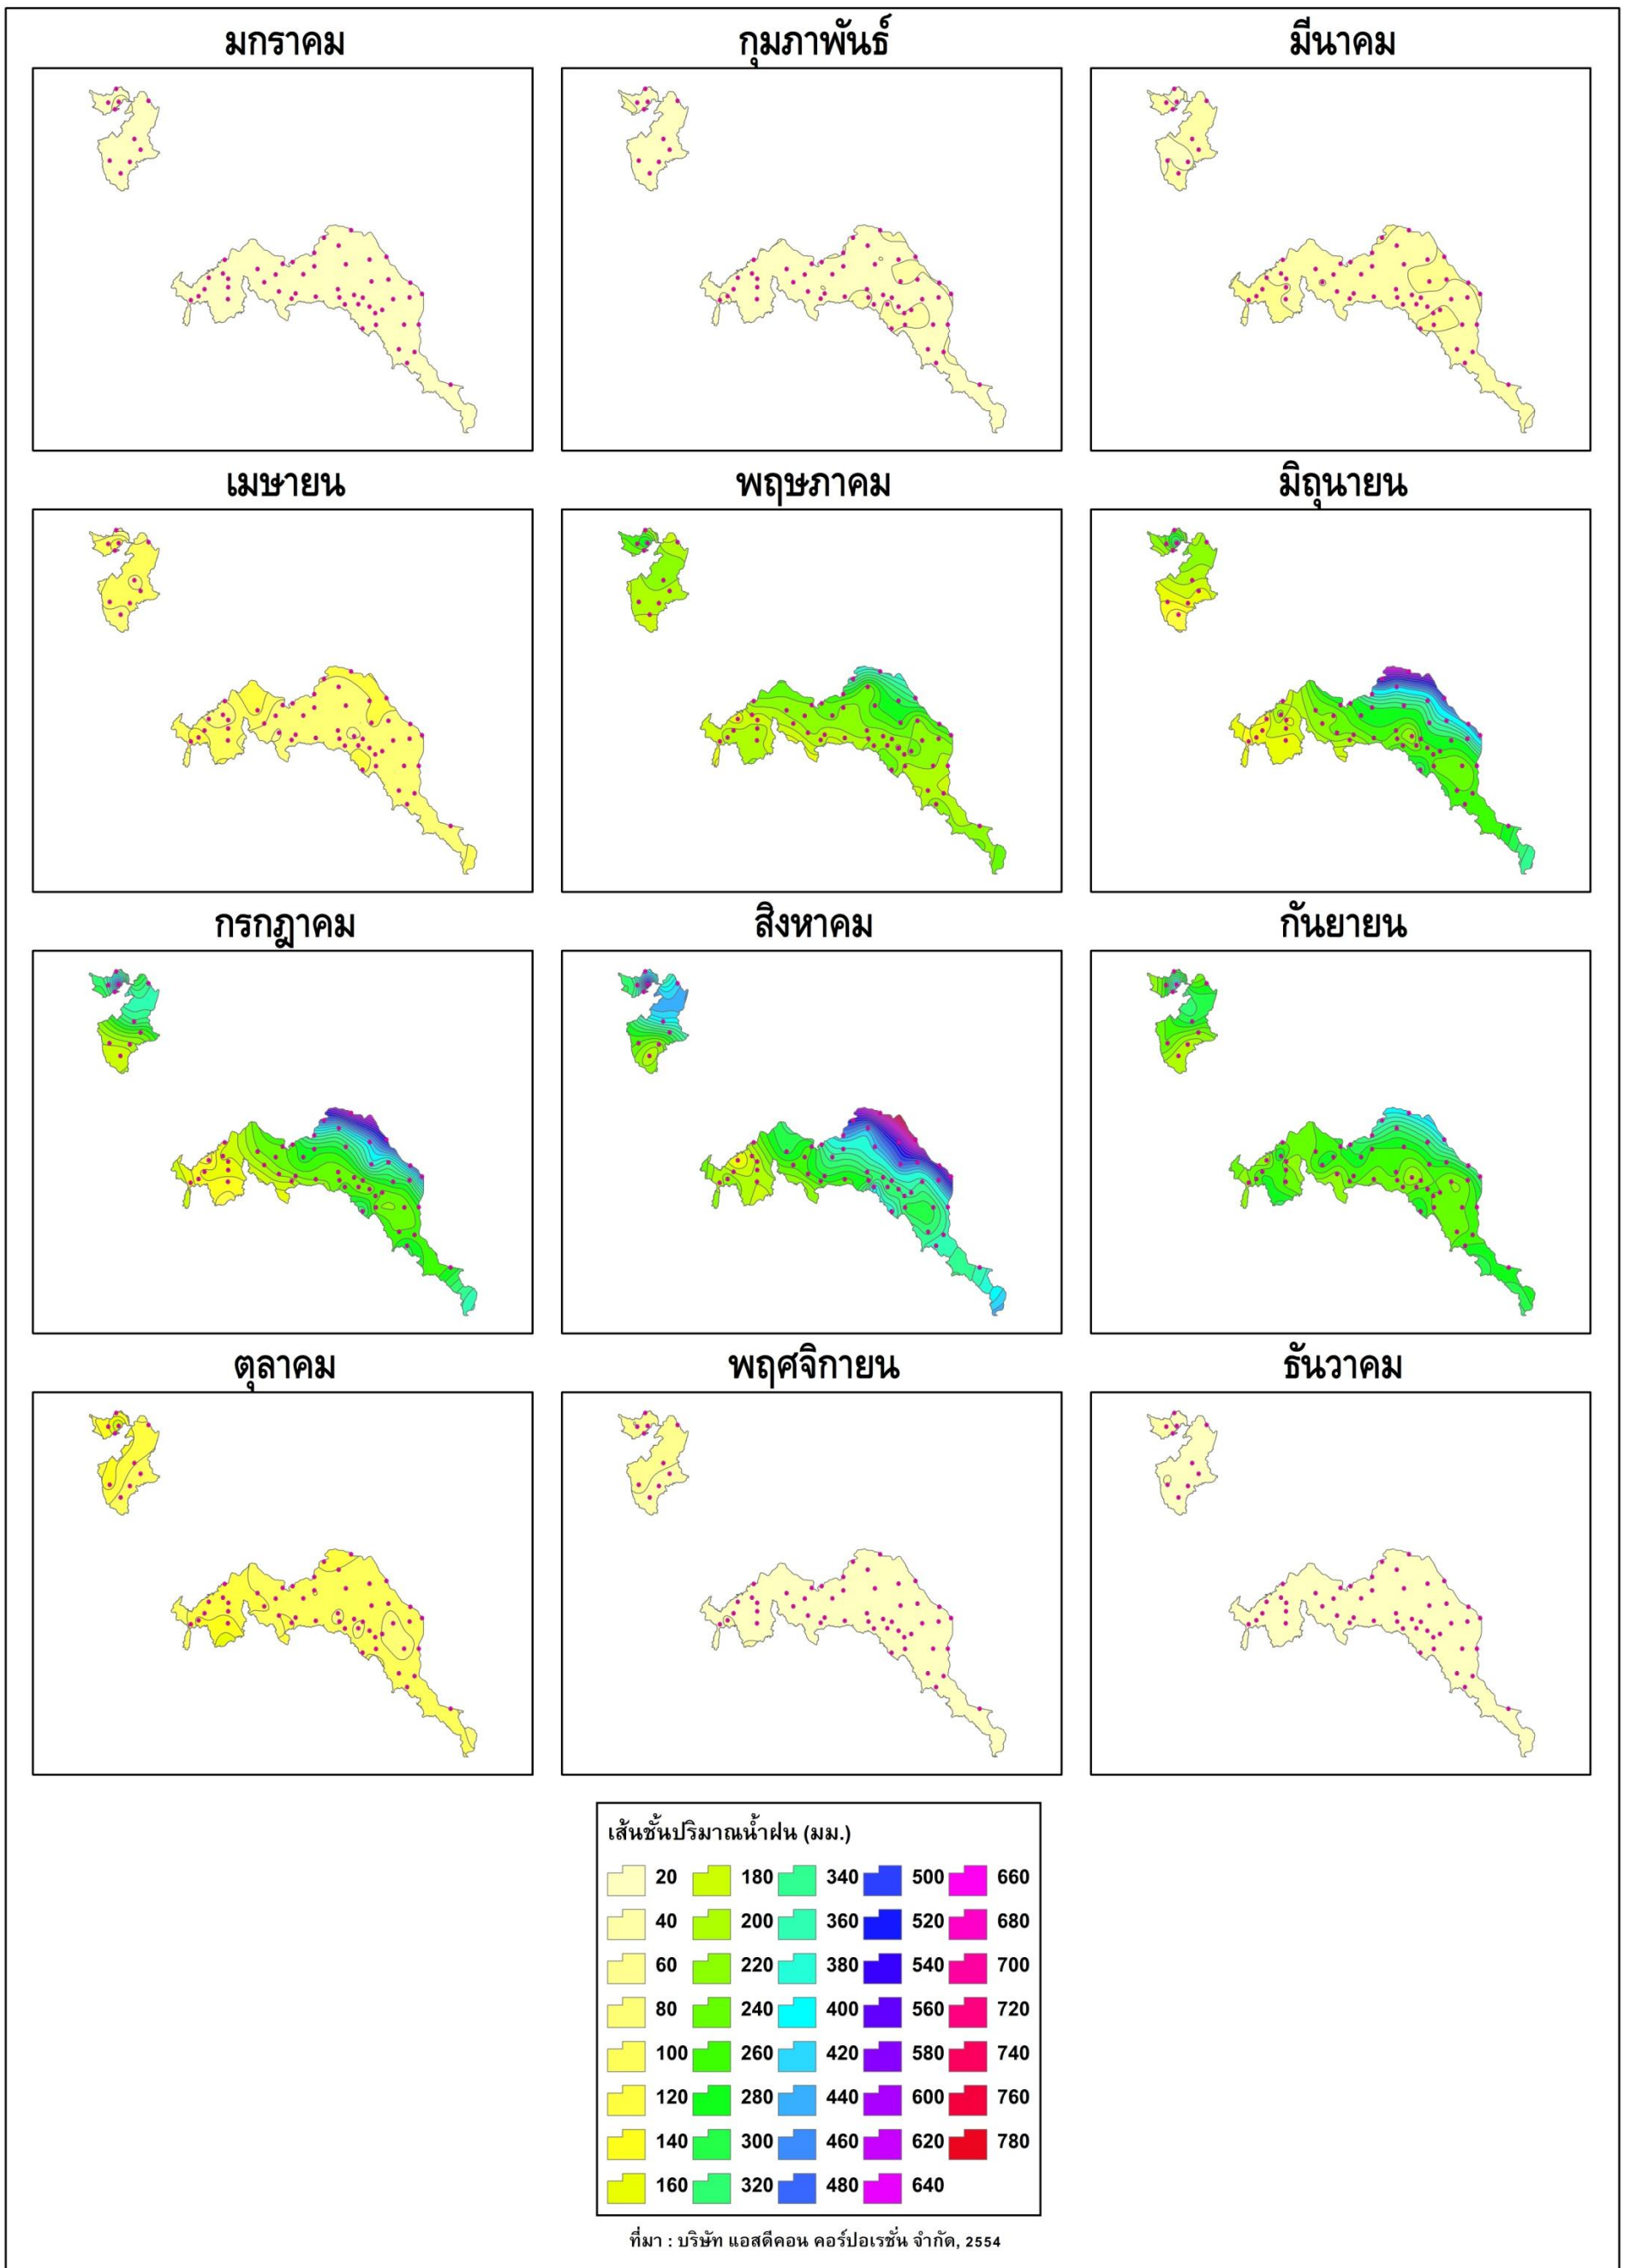 มกราคม กุมภาพันธ์ มีนาคม
เมษายน พฤษภาคม มิถุนายน
กรกฎาคม สิงหาคม กันยายน
ตุลาคม พฤศจิกายน ธันวาคม
เส้นชั้นปริมาณน้ำฝน (มม.)
20 180 340 500 660
40 200 360 520 680
60 220 380 540 700
80 240 400 560 720
100 260 420 580 740
120 280 440 600 760
140 300 460 620 780
160 320 480 640
ที่มา : บริษัท แอสดีคอน คอร์ปอเรชั่น จำกัด, 2554